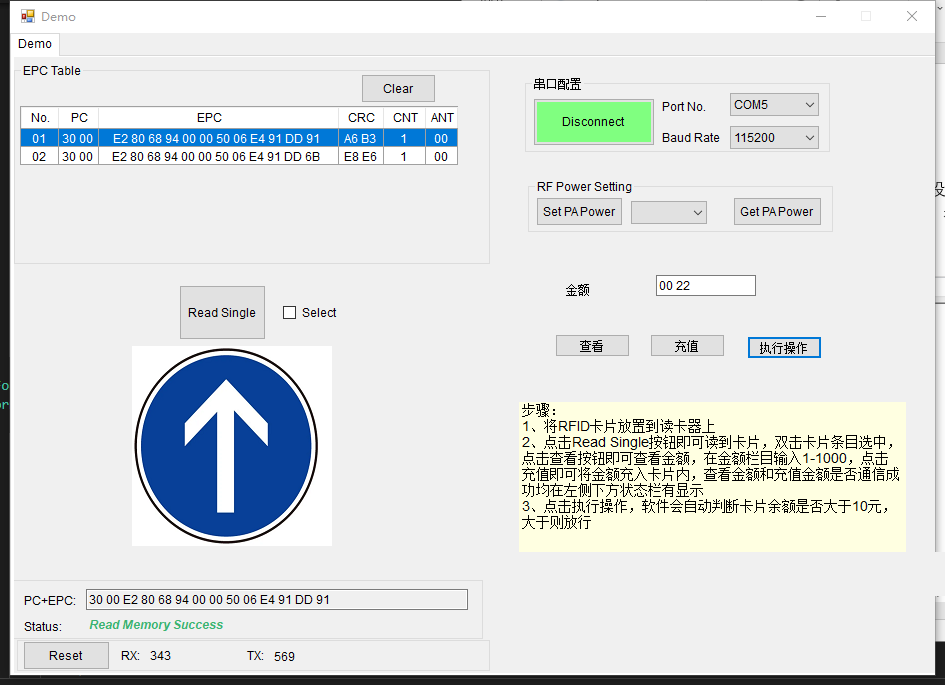 Demo
Demo
EPC Table
Clear
No. PC EPC CRC CNT ANT
01 30 00 E2 80 68 94 00 00 50 06 E4 91 DD 91 A6 B3 1 00
02 30 00 E2 80 68 94 00 00 50 06 E4 91 DD 6B E8 E6 1 00
串口配置
Disconnect
Port No. COM5
Baud Rate 115200
RF Power Setting
Set PA Power
Get PA Power
金额 00 22
Read Single
Select
查看 充值 执行操作
步骤：
1、将RFID卡片放置到读卡器上
2、点击Read Single按钮即可读到卡片，双击卡片条目选中，
点击查看按钮即可查看金额，在金额栏目输入1-1000，点击
充值即可将金额充入卡片内，查看金额和充值金额是否通信成
功均在左侧下方状态栏有显示
3、点击执行操作，软件会自动判断卡片余额是否大于10元，
大于则放行
PC+EPC: 30 00 E2 80 68 94 00 00 50 06 E4 91 DD 91
Status: Read Memory Success
Reset RX: 343 TX: 569